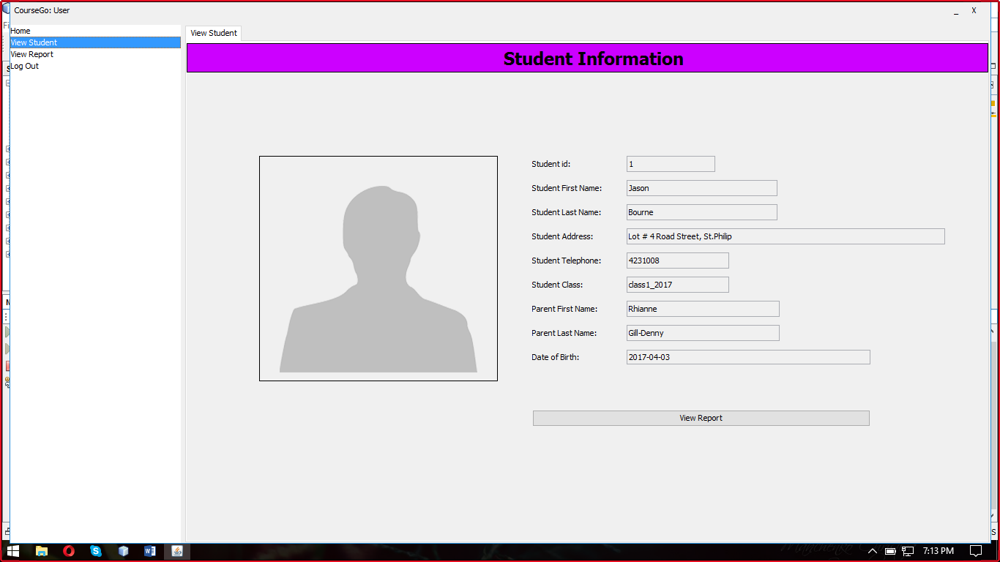 CourseGo: User
_ X
Home
View Student
View Report
Log Out
View Student
Student Information
Student id: 1
Student First Name: Jason
Student Last Name: Bourne
Student Address: Lot # 4 Road Street, St.Philip
Student Telephone: 4231008
Student Class: class1_2017
Parent First Name: Rhianne
Parent Last Name: Gill-Denny
Date of Birth: 2017-04-03
View Report
7:13 PM